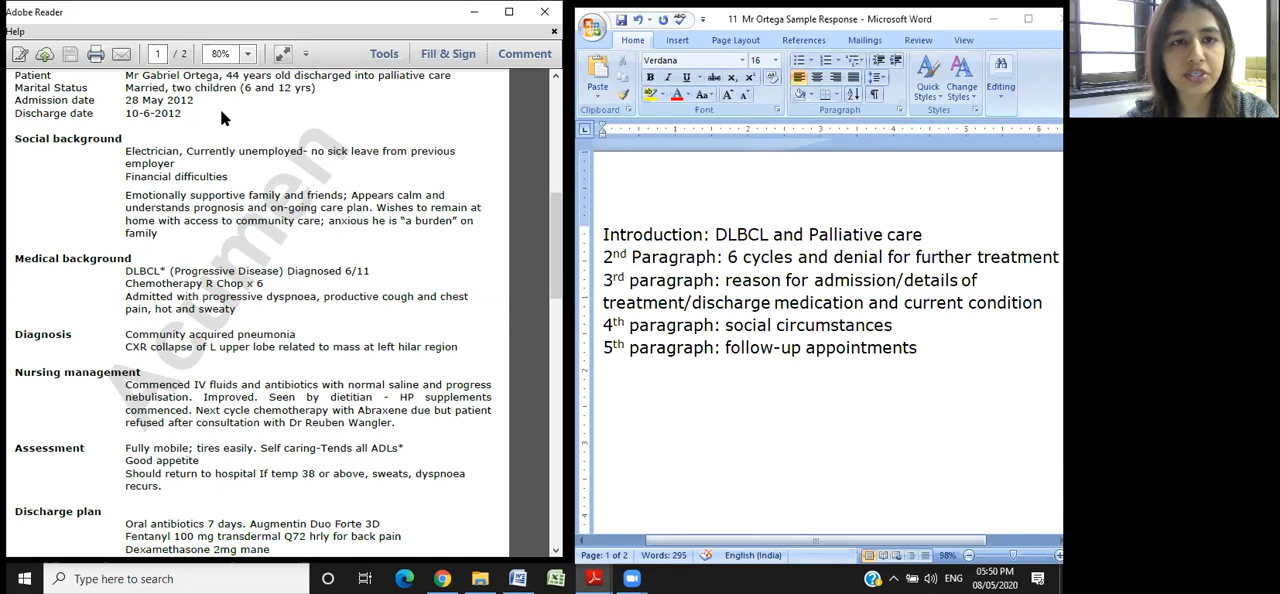 Adobe Reader
Help
1 / 2
80%
Tools
Fill & Sign
Comment
Patient Mr Gabriel Ortega, 44 years old discharged into palliative care
Marital Status Married, two children (6 and 12 yrs)
Admission date 28 May 2012
Discharge date 10-6-2012
Social background
Electrician, Currently unemployed- no sick leave from previous
employer
Financial difficulties
Emotionally supportive family and friends; Appears calm and
understands prognosis and on-going care plan. Wishes to remain at
home with access to community care; anxious he is "a burden" on
family
Medical background
DLBCL* (Progressive Disease) Diagnosed 6/11
Chemotherapy R Chop x 6
Admitted with progressive dyspnoea, productive cough and chest
pain, hot and sweaty
Diagnosis Community acquired pneumonia
CXR collapse of L upper lobe related to mass at left hilar region
Nursing management
Commenced IV fluids and antibiotics with normal saline and progress
nebulisation. Improved. Seen by dietitian - HP supplements
commenced. Next cycle chemotherapy with Abraxene due but patient
refused after consultation with Dr Reuben Wangler.
Assessment Fully mobile; tires easily. Self caring-Tends all ADLs*
Good appetite
Should return to hospital If temp 38 or above, sweats, dyspnoea
recurs.
Discharge plan
Oral antibiotics 7 days. Augmentin Duo Forte 3D
Fentanyl 100 mg transdermal Q72 hrly for back pain
Dexamethasone 2mg mane
Acumen
11 Mr Ortega Sample Response - Microsoft Word
Home Insert Page Layout References Mailings Review View
Verdana 16
Paste
Clipboard Font Paragraph Styles
Quick Styles
Change Styles
Editing
1 2 3 4 5 6
Introduction: DLBCL and Palliative care
2nd Paragraph: 6 cycles and denial for further treatment
3rd paragraph: reason for admission/details of
treatment/discharge medication and current condition
4th paragraph: social circumstances
5th paragraph: follow-up appointments
Page: 1 of 2 Words: 295 English (India) 98%
Type here to search
ENG
05:50 PM
08/05/2020